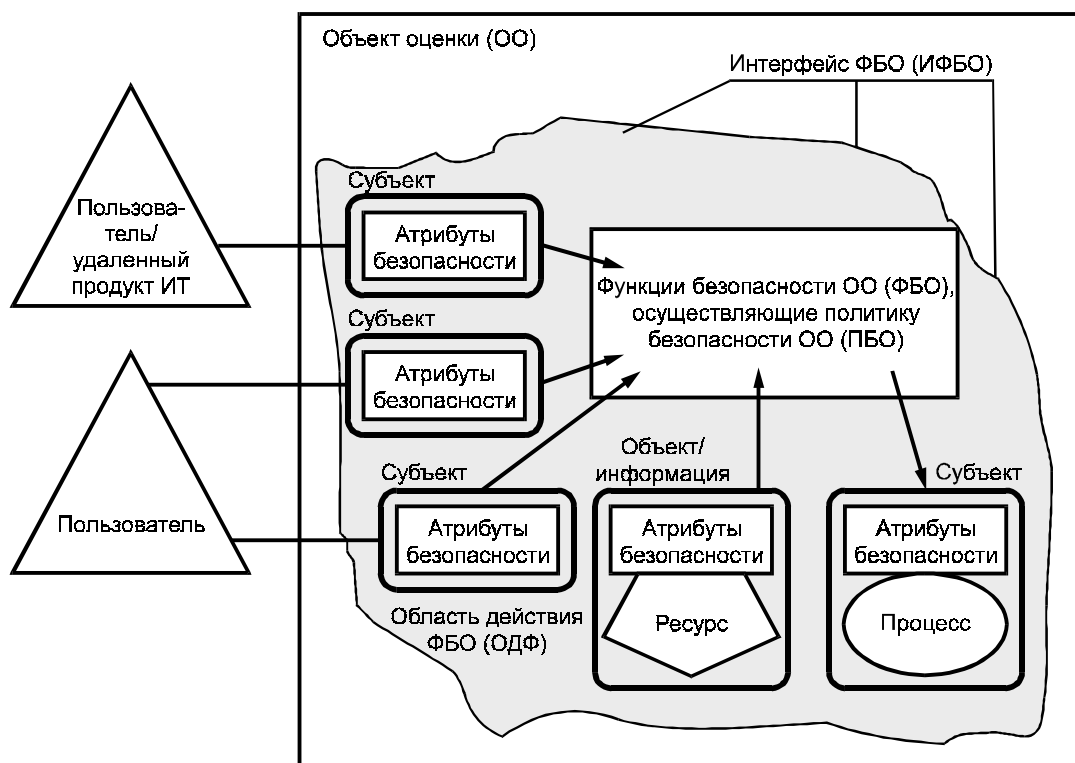 Объект оценки (ОО)
Интерфейс ФБО (ИФБО)
Субъект
Атрибуты
безопасности
Пользова-
тель/
удаленный
продукт ИТ
Функции безопасности ОО (ФБО),
осуществляющие политику
безопасности ОО (ПБО)
Субъект
Атрибуты
безопасности
Пользователь
Субъект
Атрибуты
безопасности
Объект/
информация
Атрибуты
безопасности
Ресурс
Субъект
Атрибуты
безопасности
Процесс
Область действия
ФБО (ОДФ)